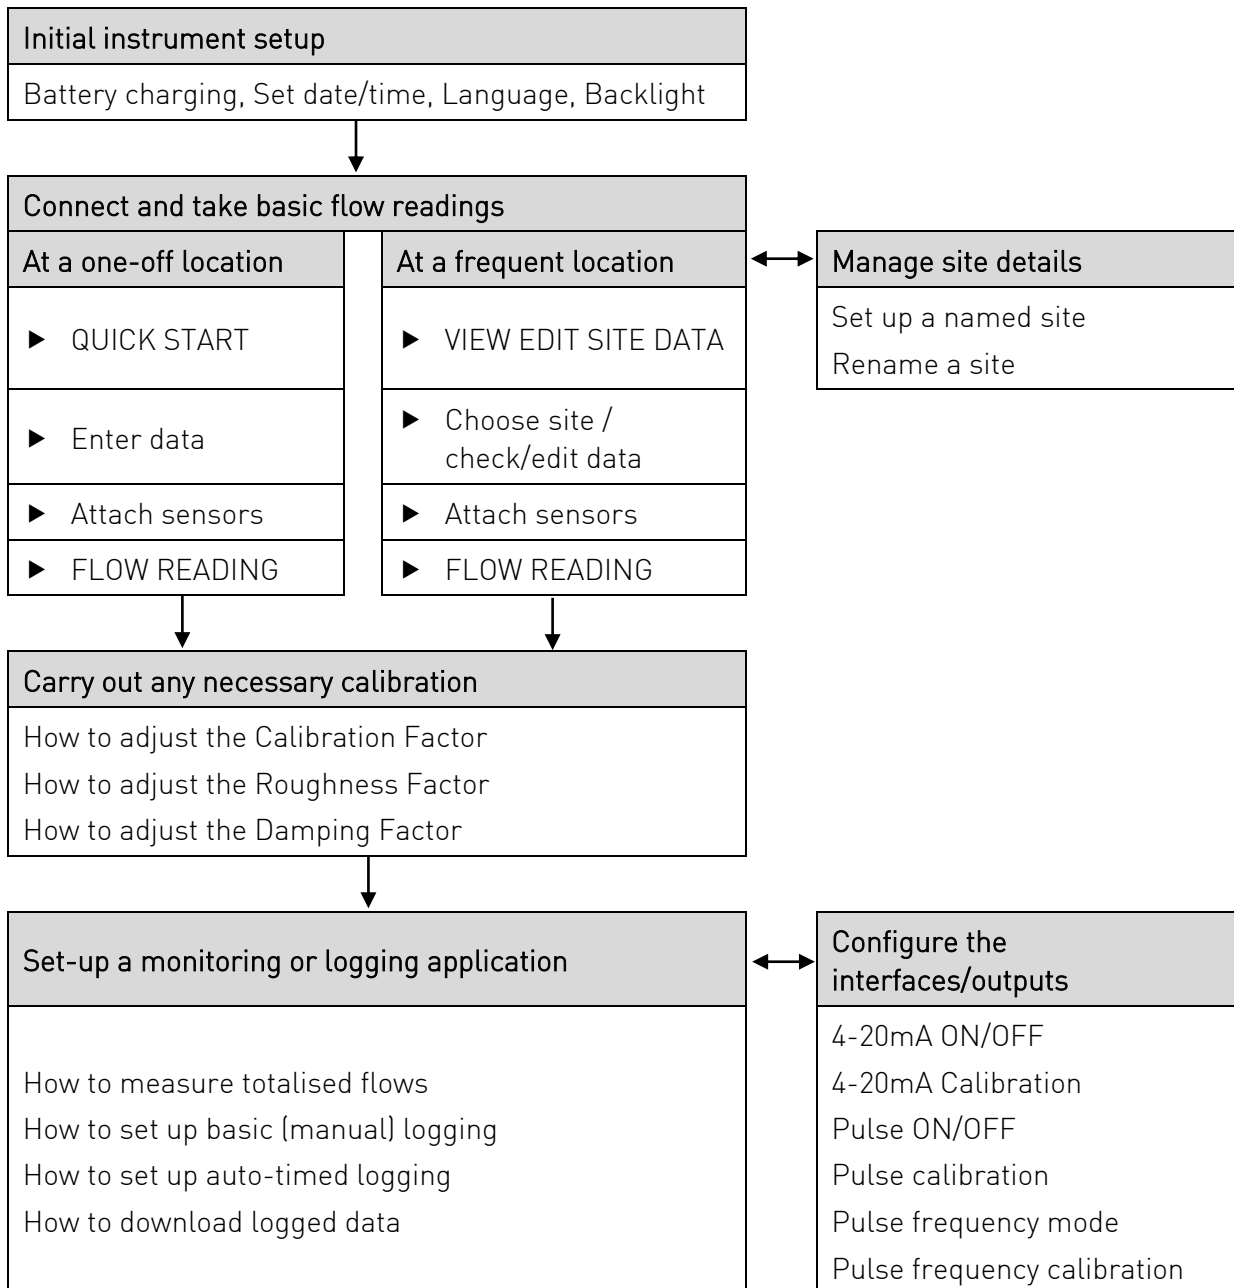 Initial instrument setup
Battery charging, Set date/time, Language, Backlight
Connect and take basic flow readings
At a one-off location
▶ QUICK START
▶ Enter data
▶ Attach sensors
▶ FLOW READING
At a frequent location
▶ VIEW EDIT SITE DATA
▶ Choose site /
check/edit data
▶ Attach sensors
▶ FLOW READING
Manage site details
Set up a named site
Rename a site
Carry out any necessary calibration
How to adjust the Calibration Factor
How to adjust the Roughness Factor
How to adjust the Damping Factor
Set-up a monitoring or logging application
How to measure totalised flows
How to set up basic (manual) logging
How to set up auto-timed logging
How to download logged data
Configure the
interfaces/outputs
4-20mA ON/OFF
4-20mA Calibration
Pulse ON/OFF
Pulse calibration
Pulse frequency mode
Pulse frequency calibration